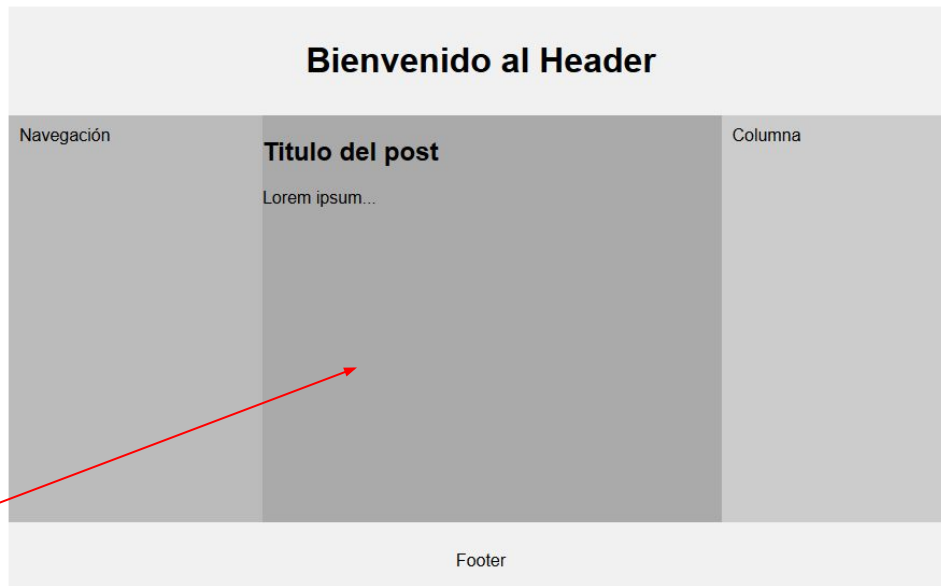 Bienvenido al Header
Navegación
Titulo del post
Lorem ipsum...
Columna
Footer